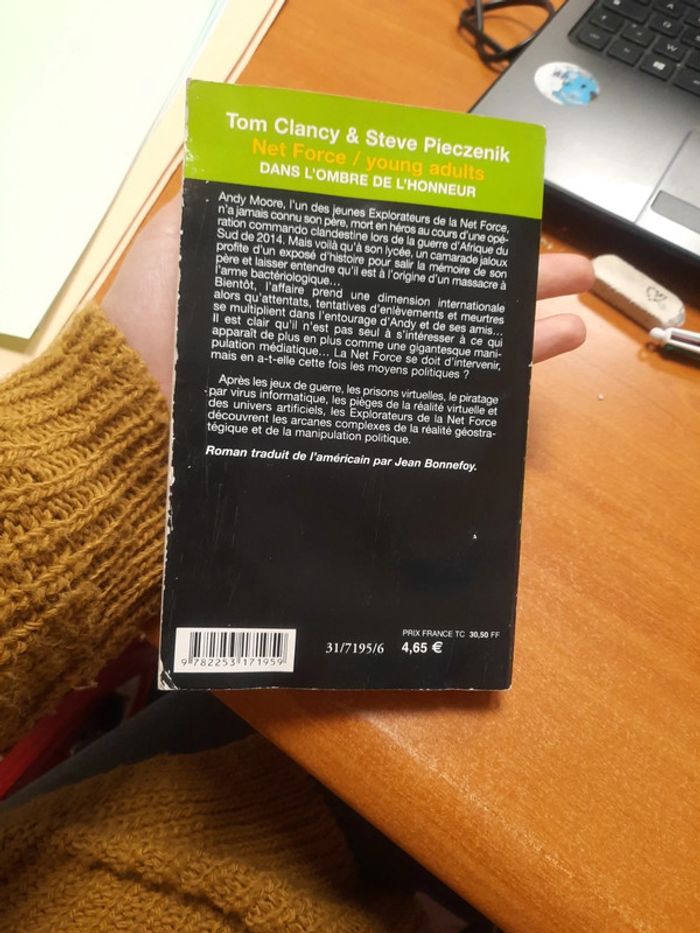 Tom Clancy & Steve Pieczenik
Net Force / young adults
DANS L'OMBRE DE L'HONNEUR
Andy Moore, l'un des jeunes Explorateurs de la Net Force,
n'a jamais connu son père, mort en héros au cours d'une opé-
ration commando clandestine lors de la guerre d'Afrique du
Sud de 2014. Mais voilà qu'à son lycée, un camarade jaloux
profite d'un exposé d'histoire pour salir la mémoire de son
père et laisser entendre qu'il est à l'origine d'un massacre à
l'arme bactériologique...
Bientôt, l'affaire prend une dimension internationale
alors qu'attentats, tentatives d'enlèvements et meurtres
se multiplient dans l'entourage d'Andy et de ses amis...
Il est clair qu'il n'est pas seul à s'intéresser à ce qui
apparaît de plus en plus comme une gigantesque mani-
pulation médiatique... La Net Force se doit d'intervenir,
mais en a-t-elle cette fois les moyens politiques ?
Après les jeux de guerre, les prisons virtuelles, le piratage
par virus informatique, les pièges de la réalité virtuelle et
des univers artificiels, les Explorateurs de la Net Force
découvrent les arcanes complexes de la réalité géostra-
tégique et de la manipulation politique.
Roman traduit de l'américain par Jean Bonnefoy.
9 782253 171959
31/7195/6
PRIX FRANCE TC 30,50 FF
4,65 €